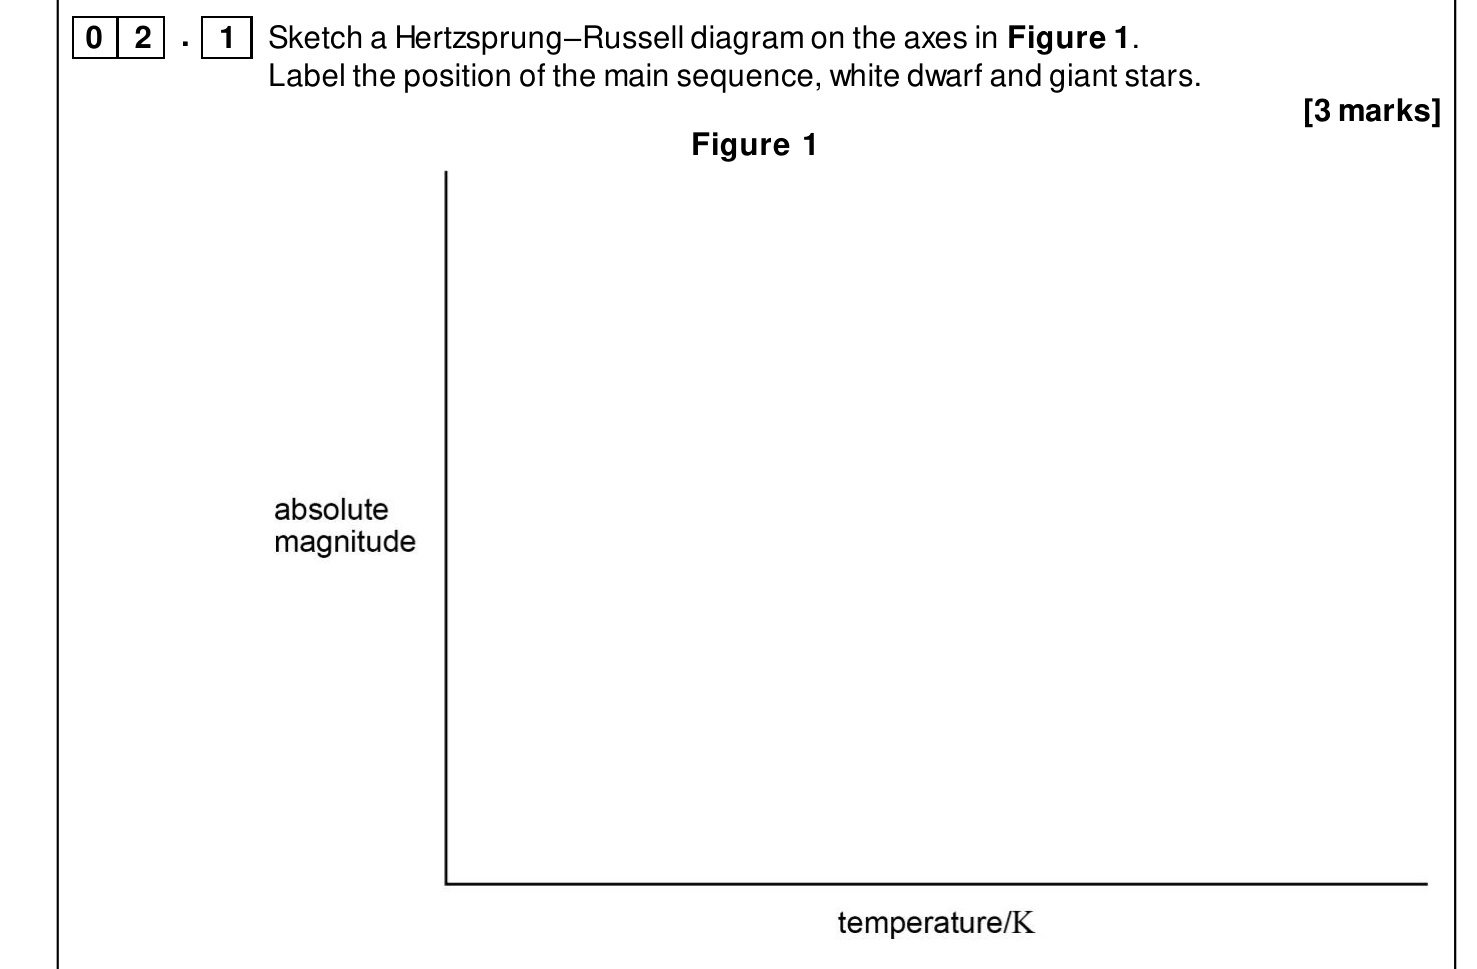 0 2 . 1 Sketch a Hertzsprung–Russell diagram on the axes in Figure 1.
Label the position of the main sequence, white dwarf and giant stars.
[3 marks]
Figure 1
absolute
magnitude
temperature/K